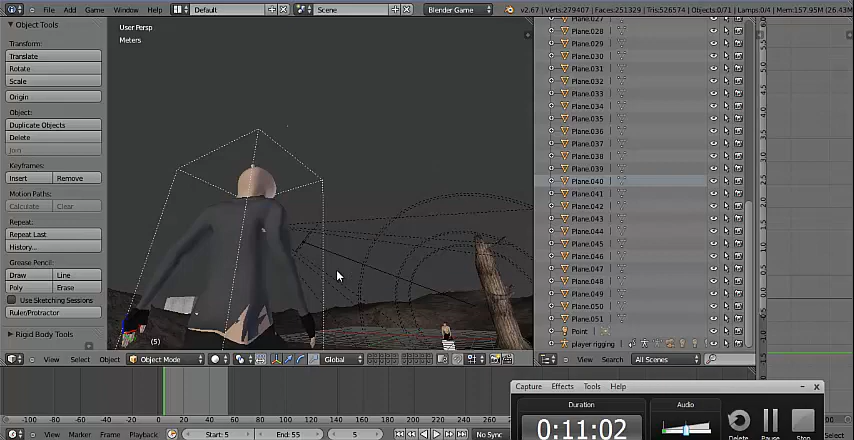 File Add Game Window Help Default Scene Blender Game v2.67 | Verts:279407 | Faces:251329 | Tris:526574 | Objects:0/71 | Lamps:0/4 | Mem:157.95M (26.43M
Object Tools
Transform:
Translate
Rotate
Scale
Origin
Object:
Duplicate Objects
Delete
Join
Keyframes:
Insert Remove
Motion Paths:
Calculate Clear
Repeat:
Repeat Last
History...
Grease Pencil:
Draw Line
Poly Erase
Use Sketching Sessions
Ruler/Protractor
Rigid Body Tools
User Persp
Meters
(5)
Plane.027
Plane.028
Plane.029
Plane.030
Plane.031
Plane.032
Plane.033
Plane.034
Plane.035
Plane.036
Plane.037
Plane.038
Plane.039
Plane.040
Plane.041
Plane.042
Plane.043
Plane.044
Plane.045
Plane.046
Plane.047
Plane.048
Plane.049
Plane.050
Plane.051
Point
player rigging
View Select Object Object Mode Global
View Search All Scenes
-100 -80 -60 -40 -20 0 20 40 60 80 100 120 140 160 180 200 220 240 260
View Marker Frame Playback Start: 5 End: 55 5 No Sync
Capture Effects Tools Help
Duration
0:11:02
Audio
Delete Pause Stop